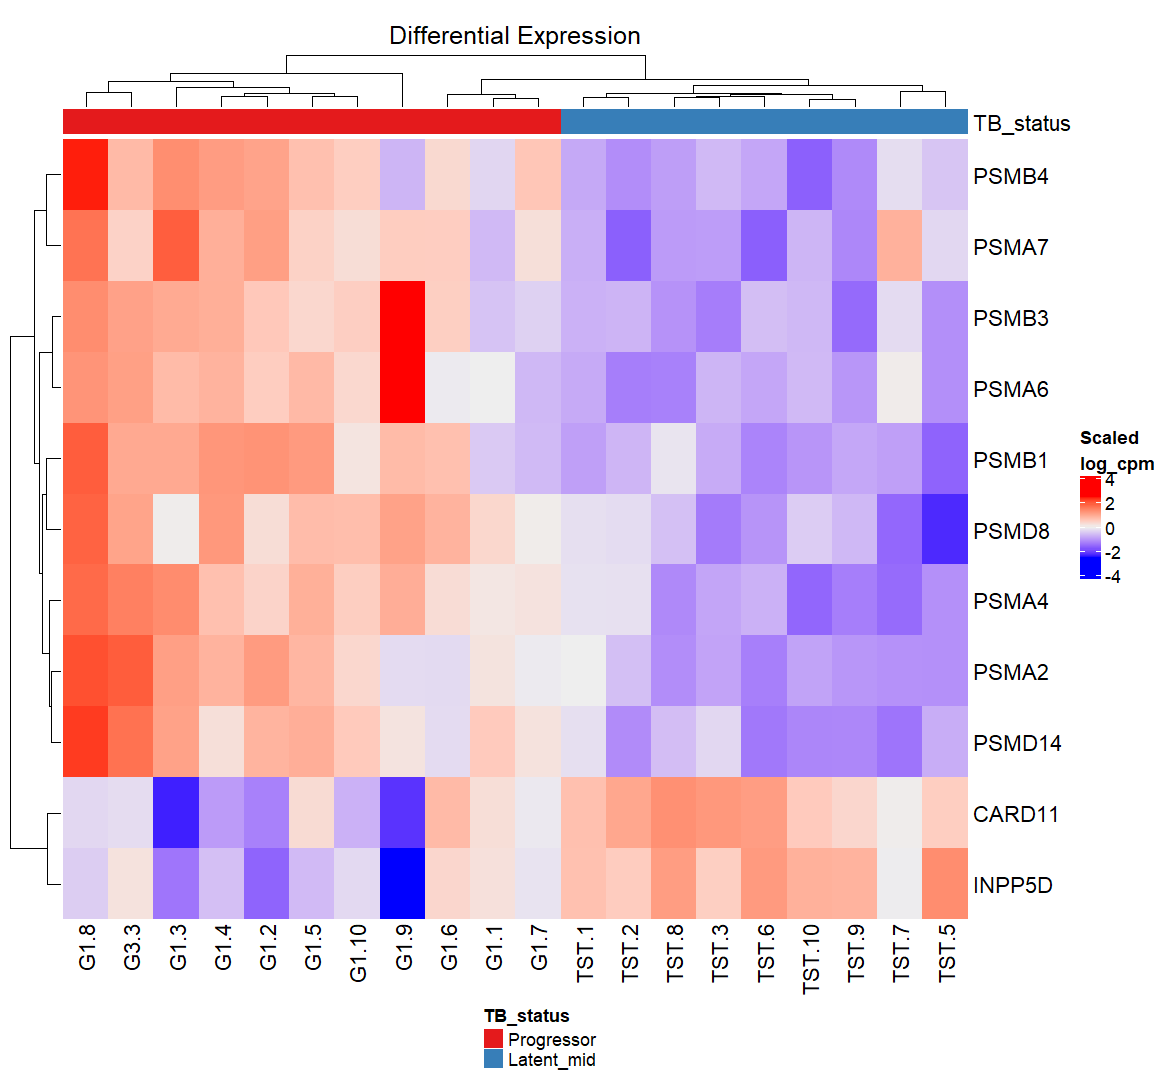 Differential Expression
TB_status
PSMB4
PSMA7
PSMB3
PSMA6
PSMB1
PSMD8
PSMA4
PSMA2
PSMD14
CARD11
INPP5D
Scaled
log_cpm
4
2
0
-2
-4
G1.8 G3.3 G1.3 G1.4 G1.2 G1.5 G1.10 G1.9 G1.6 G1.1 G1.7 TST.1 TST.2 TST.8 TST.3 TST.6 TST.10 TST.9 TST.7 TST.5
TB_status
Progressor
Latent_mid